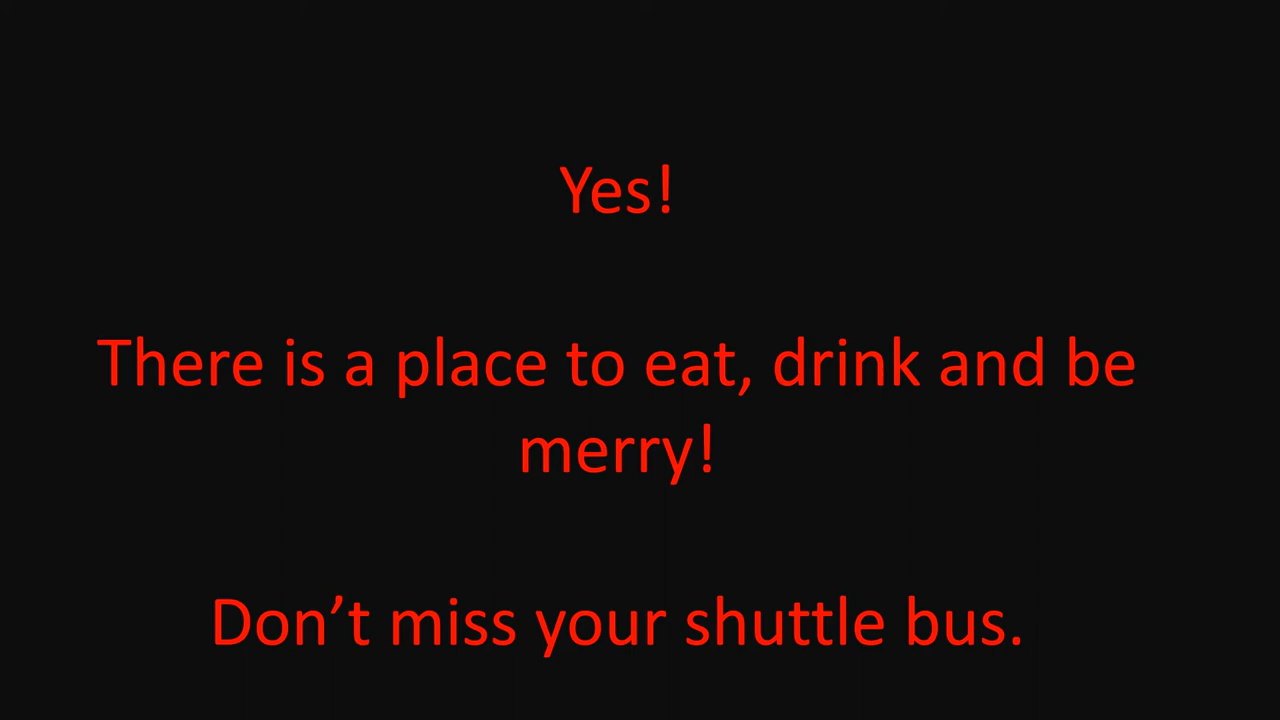 Yes!
There is a place to eat, drink and be
merry!
Don’t miss your shuttle bus.